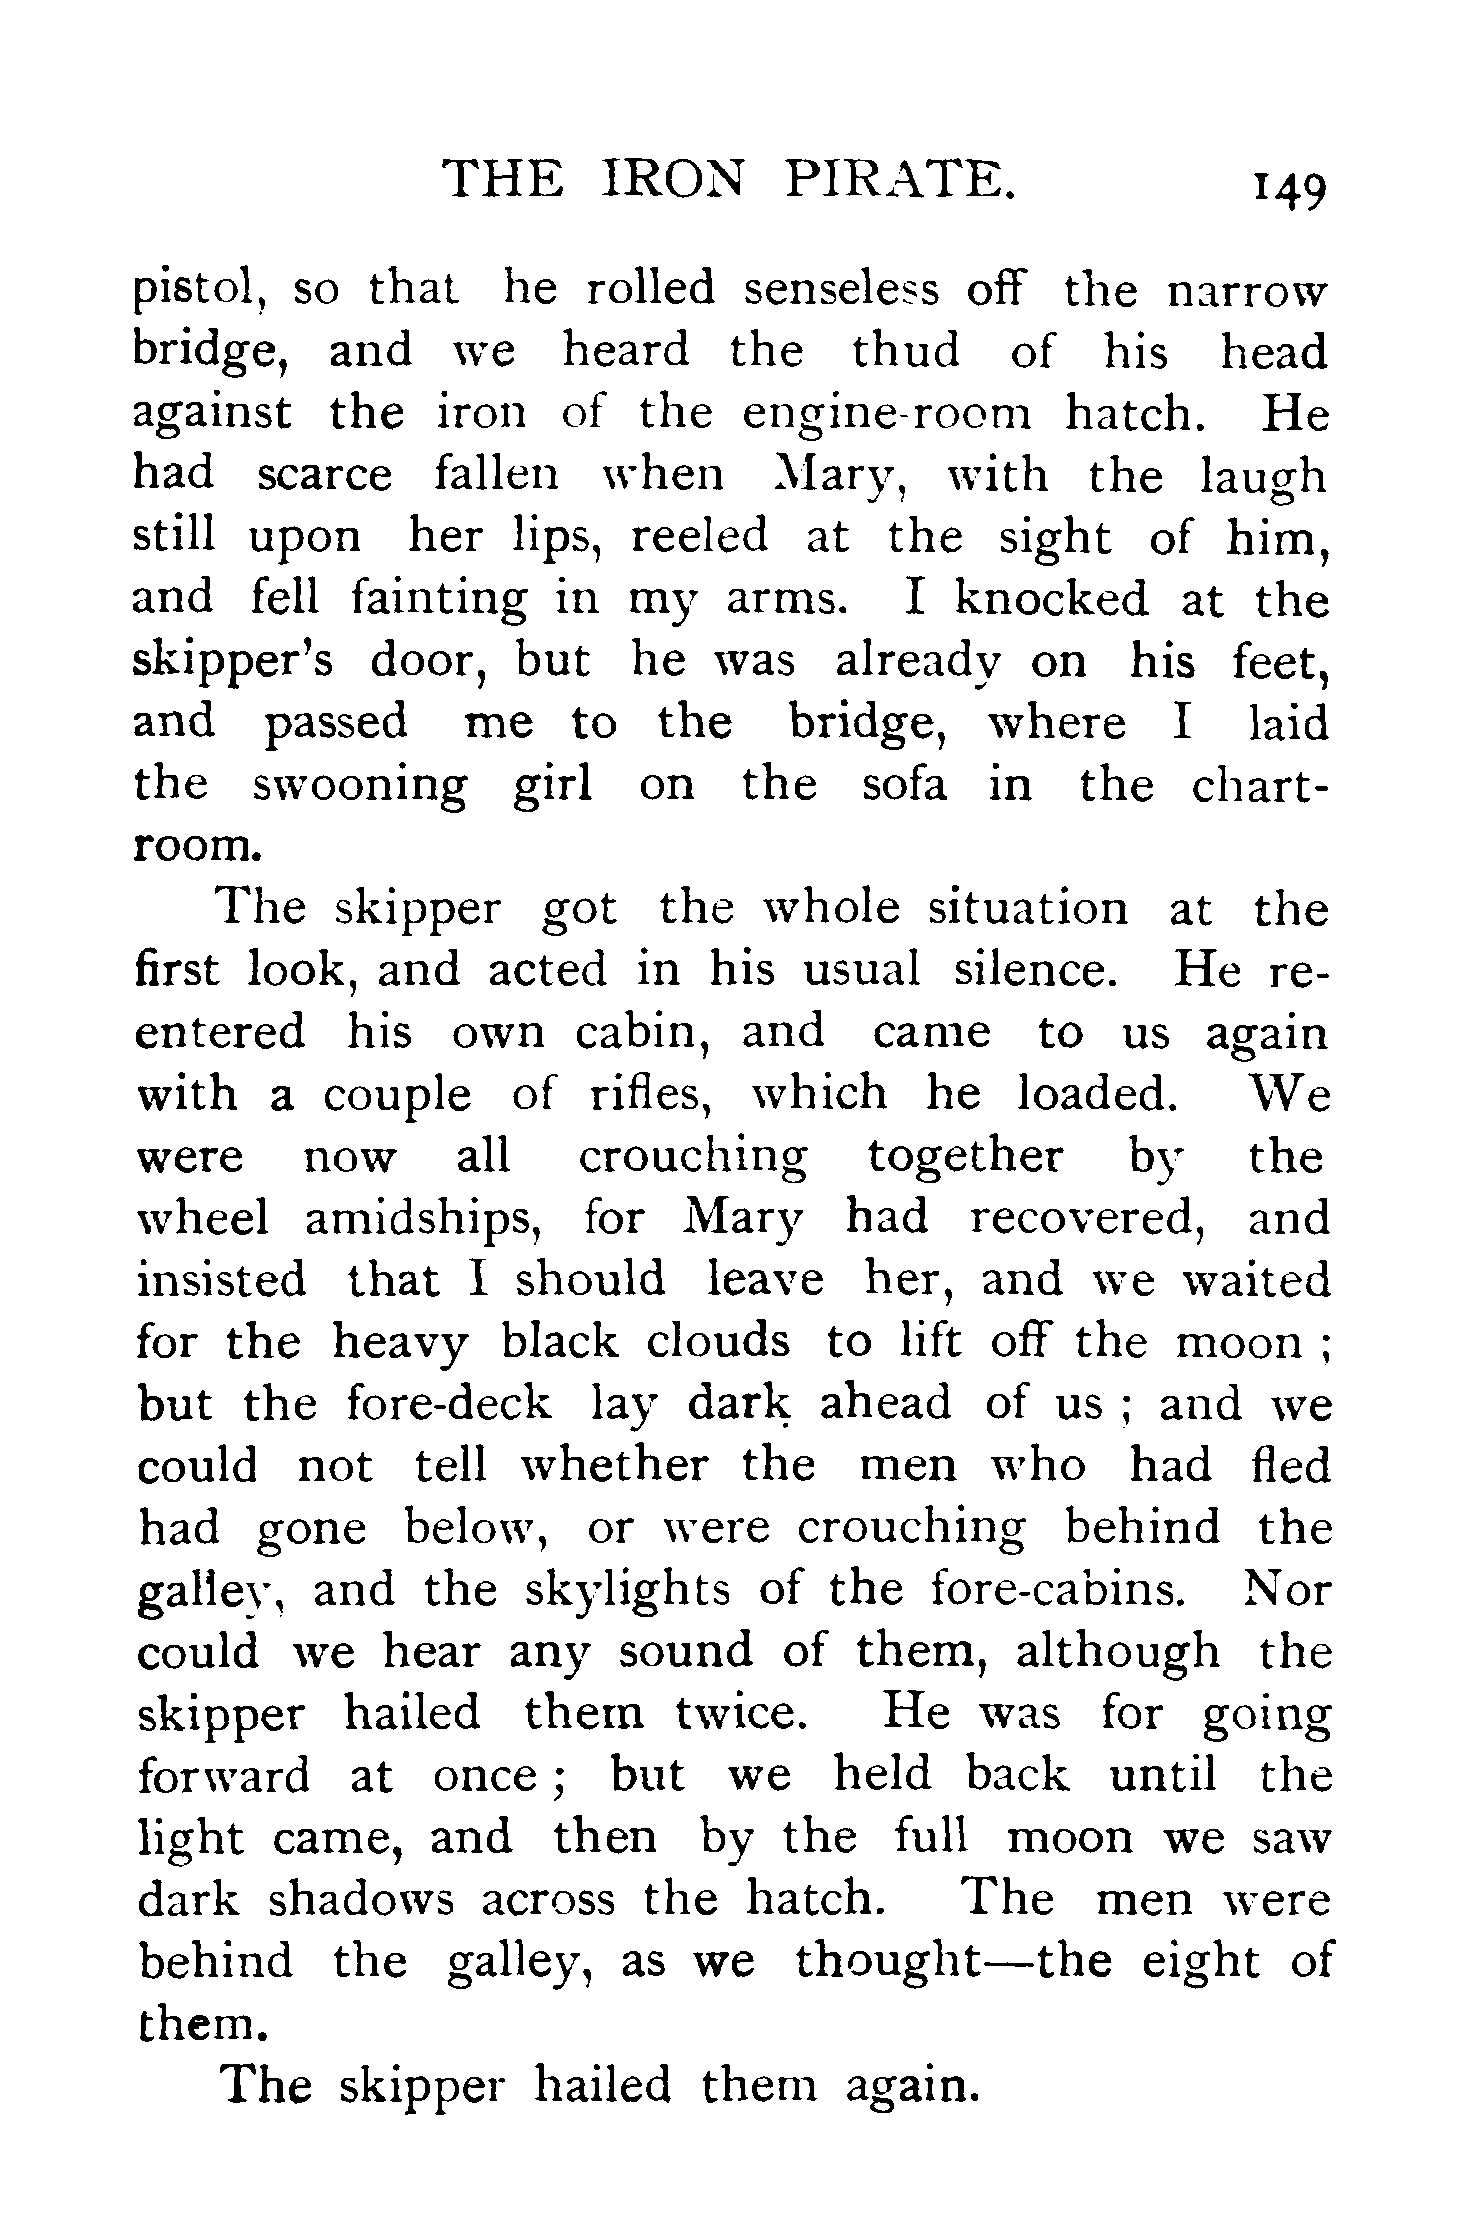 THE IRON PIRATE. 149
pistol, so that he rolled senseless off the narrow
bridge, and we heard the thud of his head
against the iron of the engine-room hatch. He
had scarce fallen when Mary, with the laugh
still upon her lips, reeled at the sight of him,
and fell fainting in my arms. I knocked at the
skipper's door, but he was already on his feet,
and passed me to the bridge, where I laid
the swooning girl on the sofa in the chart-
room.
The skipper got the whole situation at the
first look, and acted in his usual silence. He re-
entered his own cabin, and came to us again
with a couple of rifles, which he loaded. We
were now all crouching together by the
wheel amidships, for Mary had recovered, and
insisted that I should leave her, and we waited
for the heavy black clouds to lift off the moon ;
but the fore-deck lay dark ahead of us ; and we
could not tell whether the men who had fled
had gone below, or were crouching behind the
galley, and the skylights of the fore-cabins. Nor
could we hear any sound of them, although the
skipper hailed them twice. He was for going
forward at once ; but we held back until the
light came, and then by the full moon we saw
dark shadows across the hatch. The men were
behind the galley, as we thought—the eight of
them.
The skipper hailed them again.